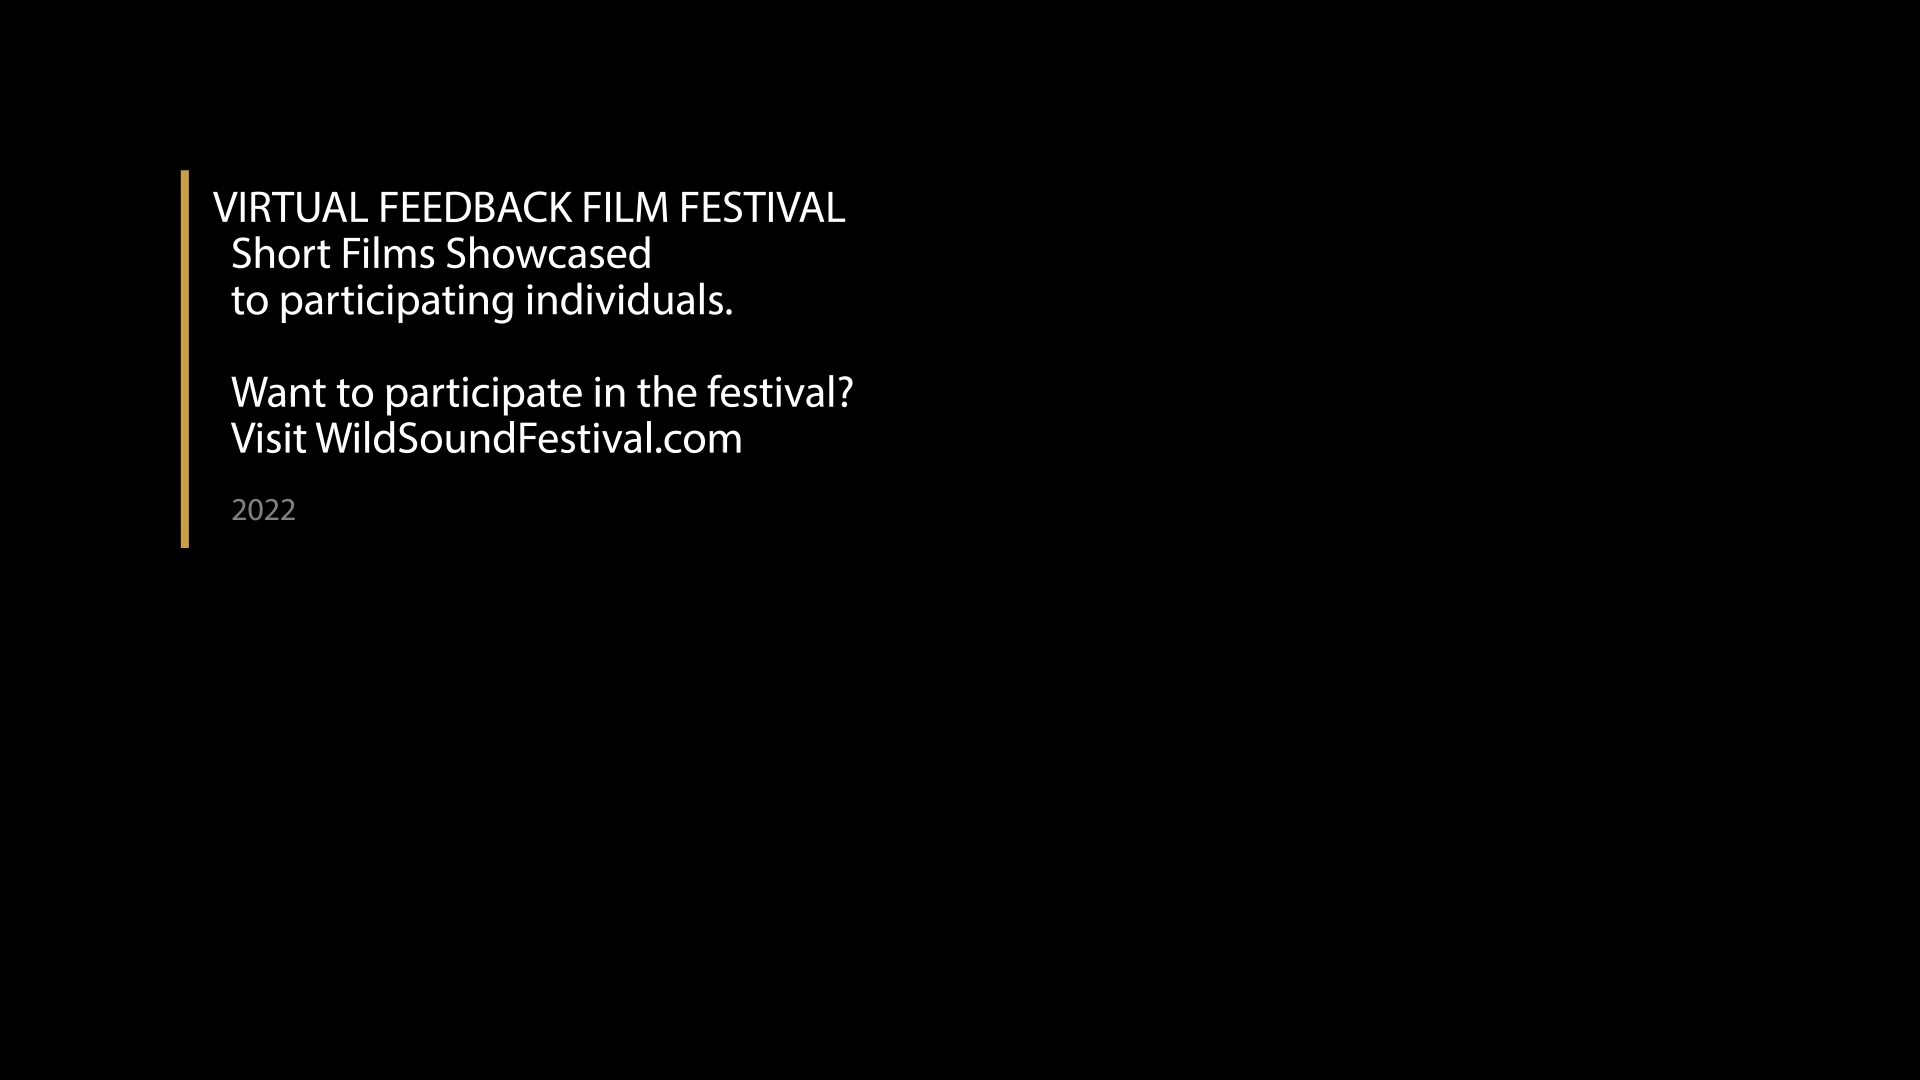 VIRTUAL FEEDBACK FILM FESTIVAL
Short Films Showcased
to participating individuals.
Want to participate in the festival?
Visit WildSoundFestival.com
2022